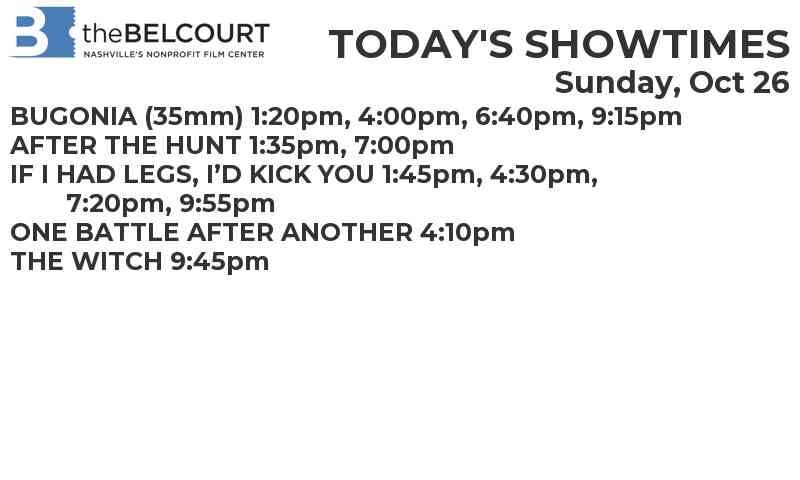 B theBELCOURT
NASHVILLE'S NONPROFIT FILM CENTER
TODAY'S SHOWTIMES
Sunday, Oct 26
BUGONIA (35mm) 1:20pm, 4:00pm, 6:40pm, 9:15pm
AFTER THE HUNT 1:35pm, 7:00pm
IF I HAD LEGS, I’D KICK YOU 1:45pm, 4:30pm,
7:20pm, 9:55pm
ONE BATTLE AFTER ANOTHER 4:10pm
THE WITCH 9:45pm